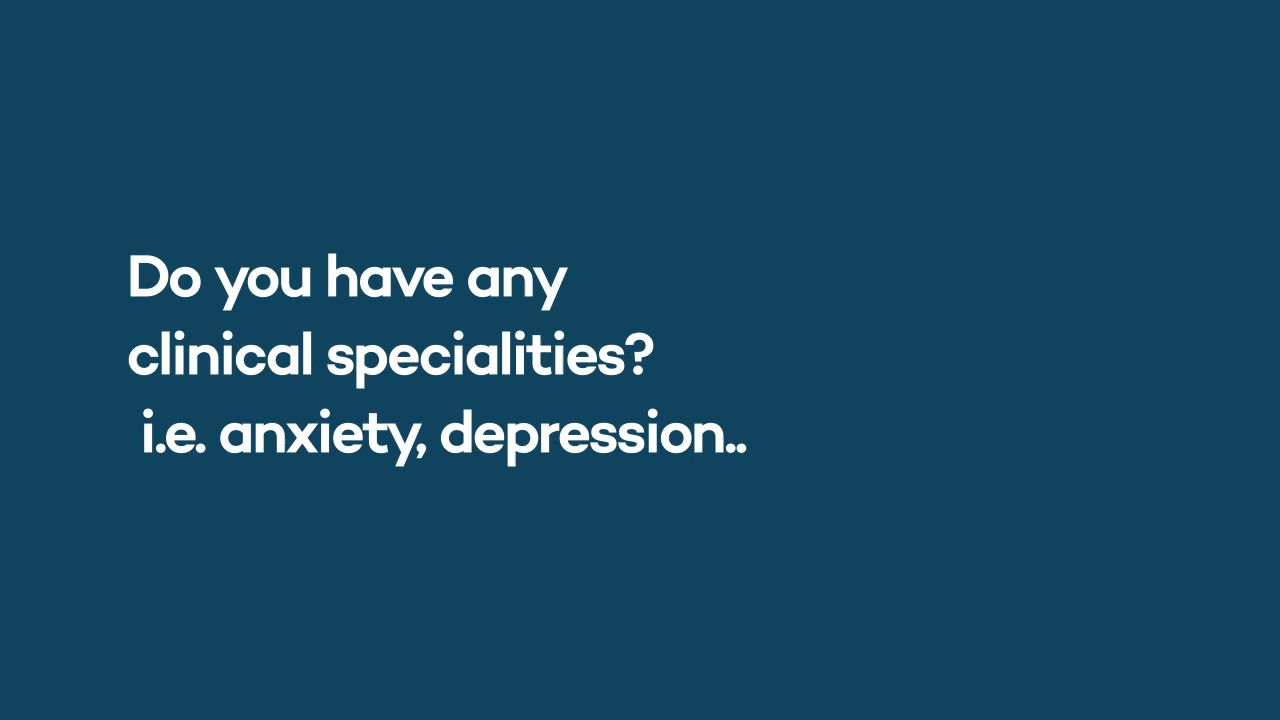 Do you have any
clinical specialities?
i.e. anxiety, depression..